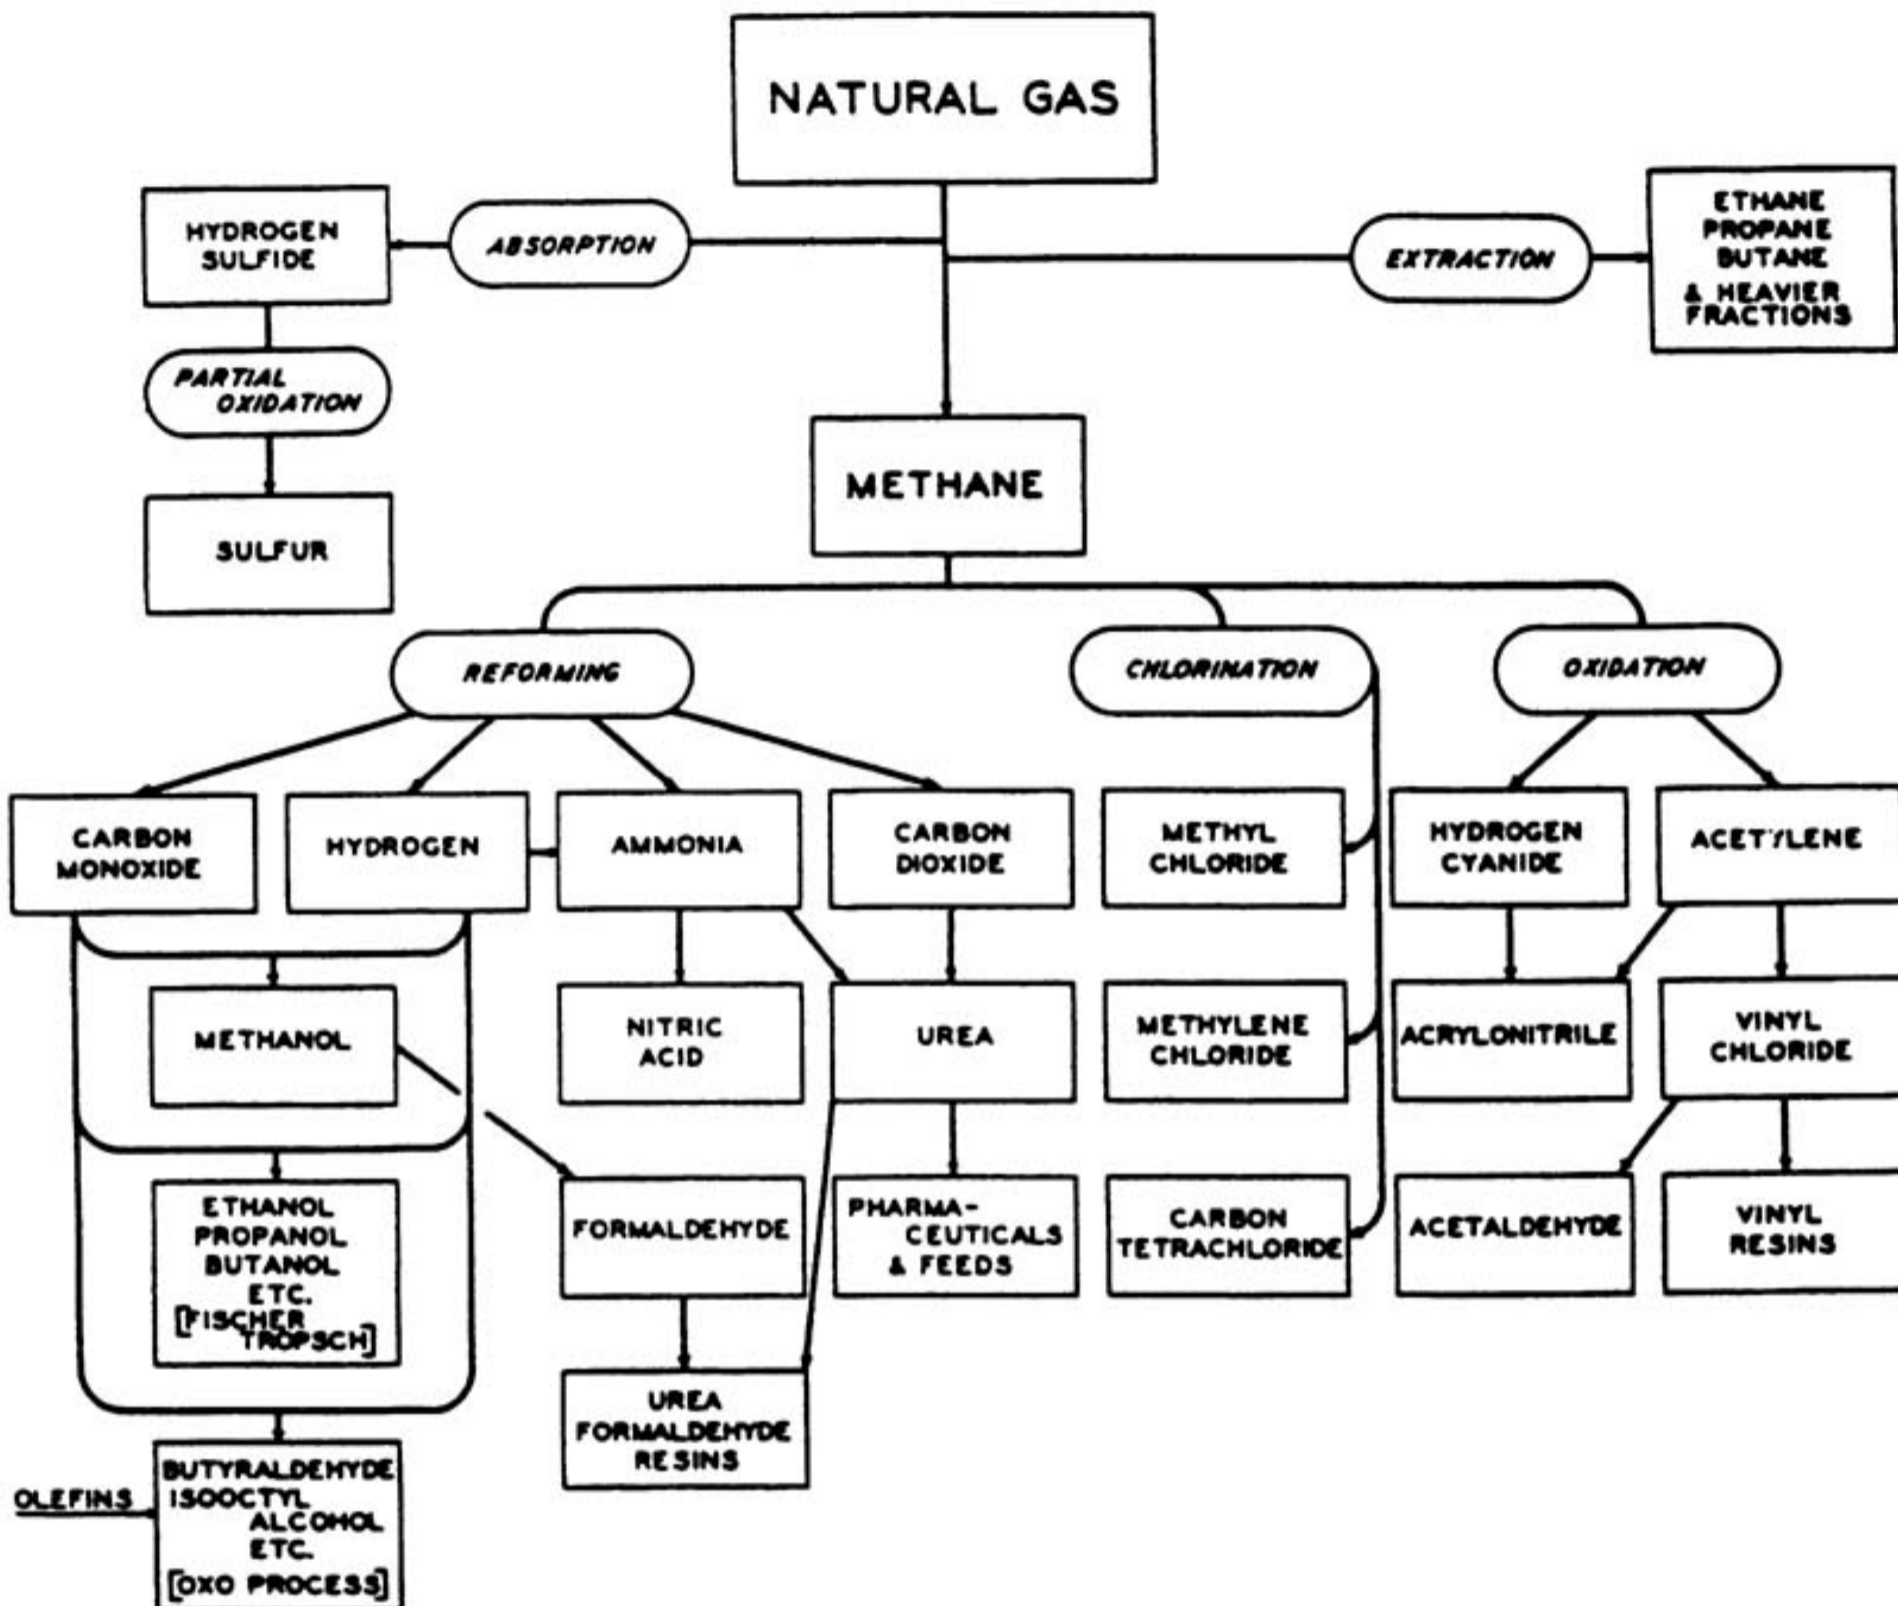 NATURAL GAS
HYDROGEN
SULFIDE
ABSORPTION
EXTRACTION
ETHANE
PROPANE
BUTANE
& HEAVIER
FRACTIONS
PARTIAL
OXIDATION
SULFUR
METHANE
REFORMING
CHLORINATION
OXIDATION
CARBON
MONOXIDE
HYDROGEN
AMMONIA
CARBON
DIOXIDE
METHYL
CHLORIDE
HYDROGEN
CYANIDE
ACETYLENE
METHANOL
NITRIC
ACID
UREA
METHYLENE
CHLORIDE
ACRYLONITRILE
VINYL
CHLORIDE
ETHANOL
PROPANOL
BUTANOL
ETC.
[FISCHER
TROPSCH]
FORMALDEHYDE
PHARMA-
CEUTICALS
& FEEDS
CARBON
TETRACHLORIDE
ACETALDEHYDE
VINYL
RESINS
UREA
FORMALDEHYDE
RESINS
OLEFINS
BUTYRALDEHYDE
ISOOCTYL
ALCOHOL
ETC.
[OXO PROCESS]